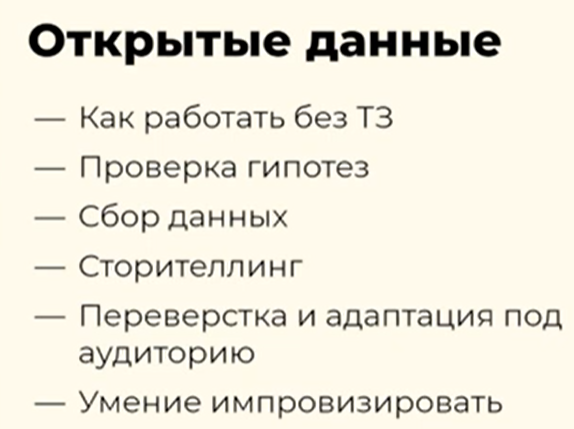 Открытые данные
— Как работать без ТЗ
— Проверка гипотез
— Сбор данных
— Сторителлинг
— Переверстка и адаптация под
аудиторию
— Умение импровизировать